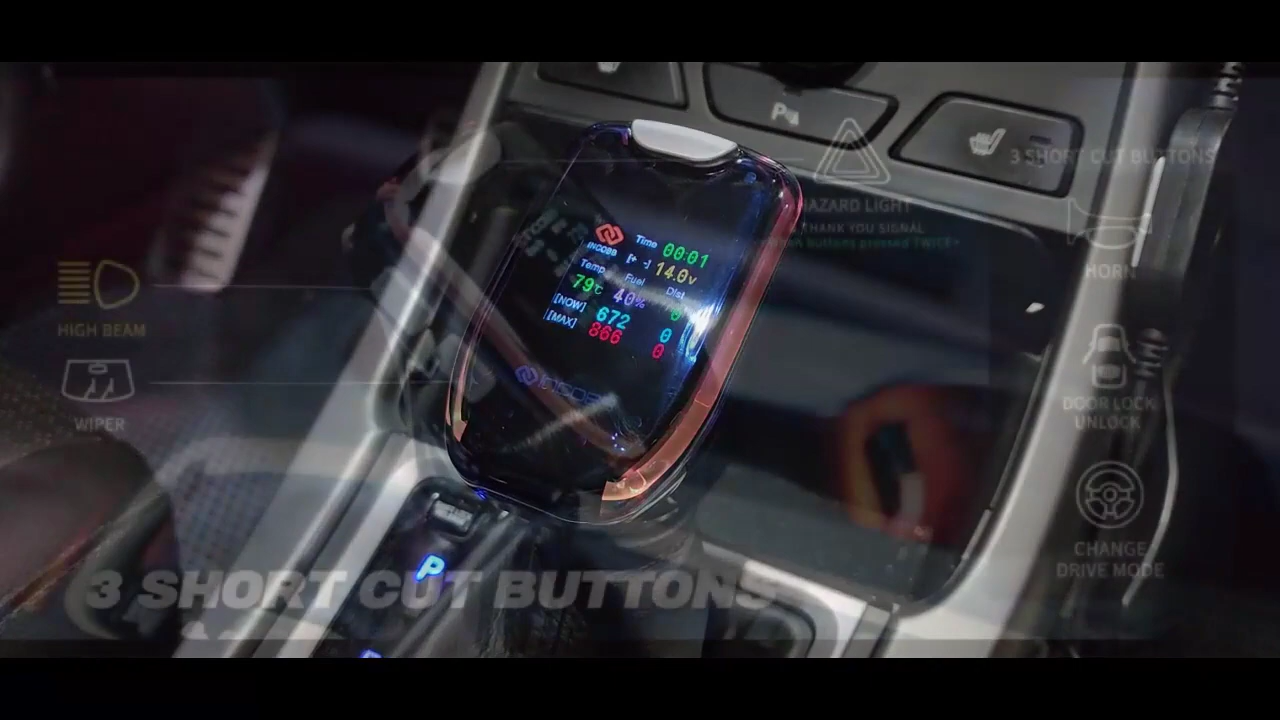 3 SHORT CUT BUTTONS
HAZARD LIGHT
& THANK YOU SIGNAL
HORN
INCOBB
Time 00:01
[+ -] 14.0v
Temp Fuel Dist
79℃ 40% 0
[NOW] 672 0
[MAX] 866 0
HIGH BEAM
WIPER
DOOR LOCK
UNLOCK
CHANGE
DRIVE MODE
P
3 SHORT CUT BUTTONS